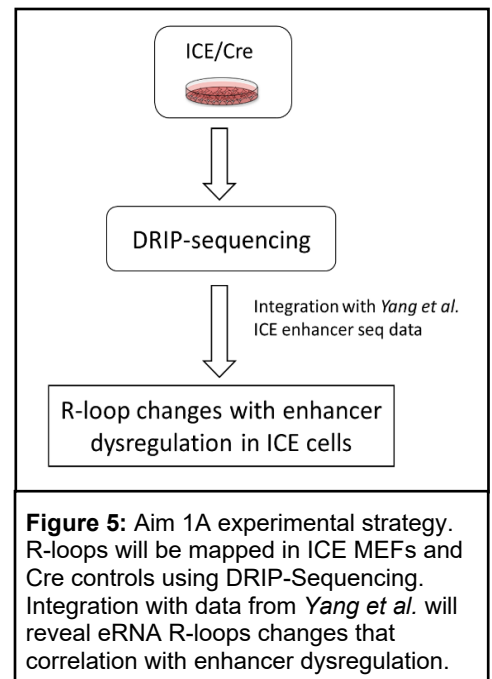 ICE/Cre
DRIP-sequencing
Integration with Yang et al.
ICE enhancer seq data
R-loop changes with enhancer
dysregulation in ICE cells
Figure 5: Aim 1A experimental strategy.
R-loops will be mapped in ICE MEFs and
Cre controls using DRIP-Sequencing.
Integration with data from Yang et al. will
reveal eRNA R-loops changes that
correlation with enhancer dysregulation.